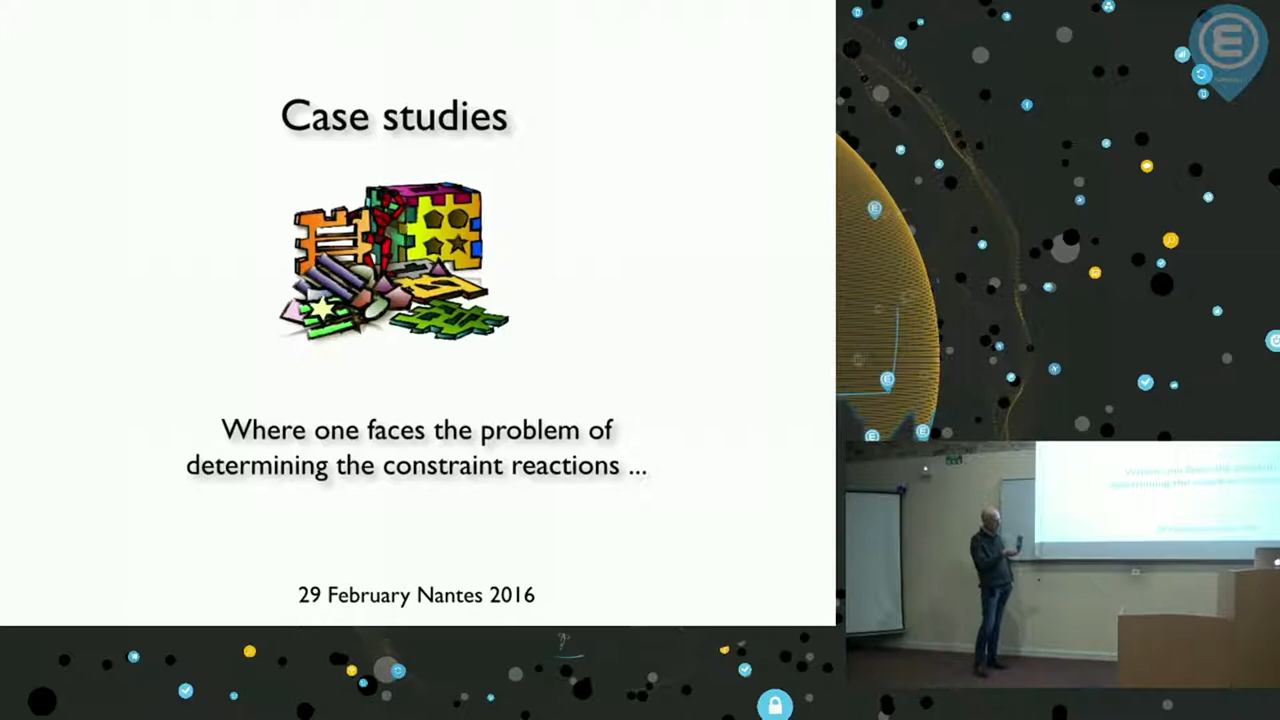 Case studies
Where one faces the problem of
determining the constraint reactions ...
29 February Nantes 2016